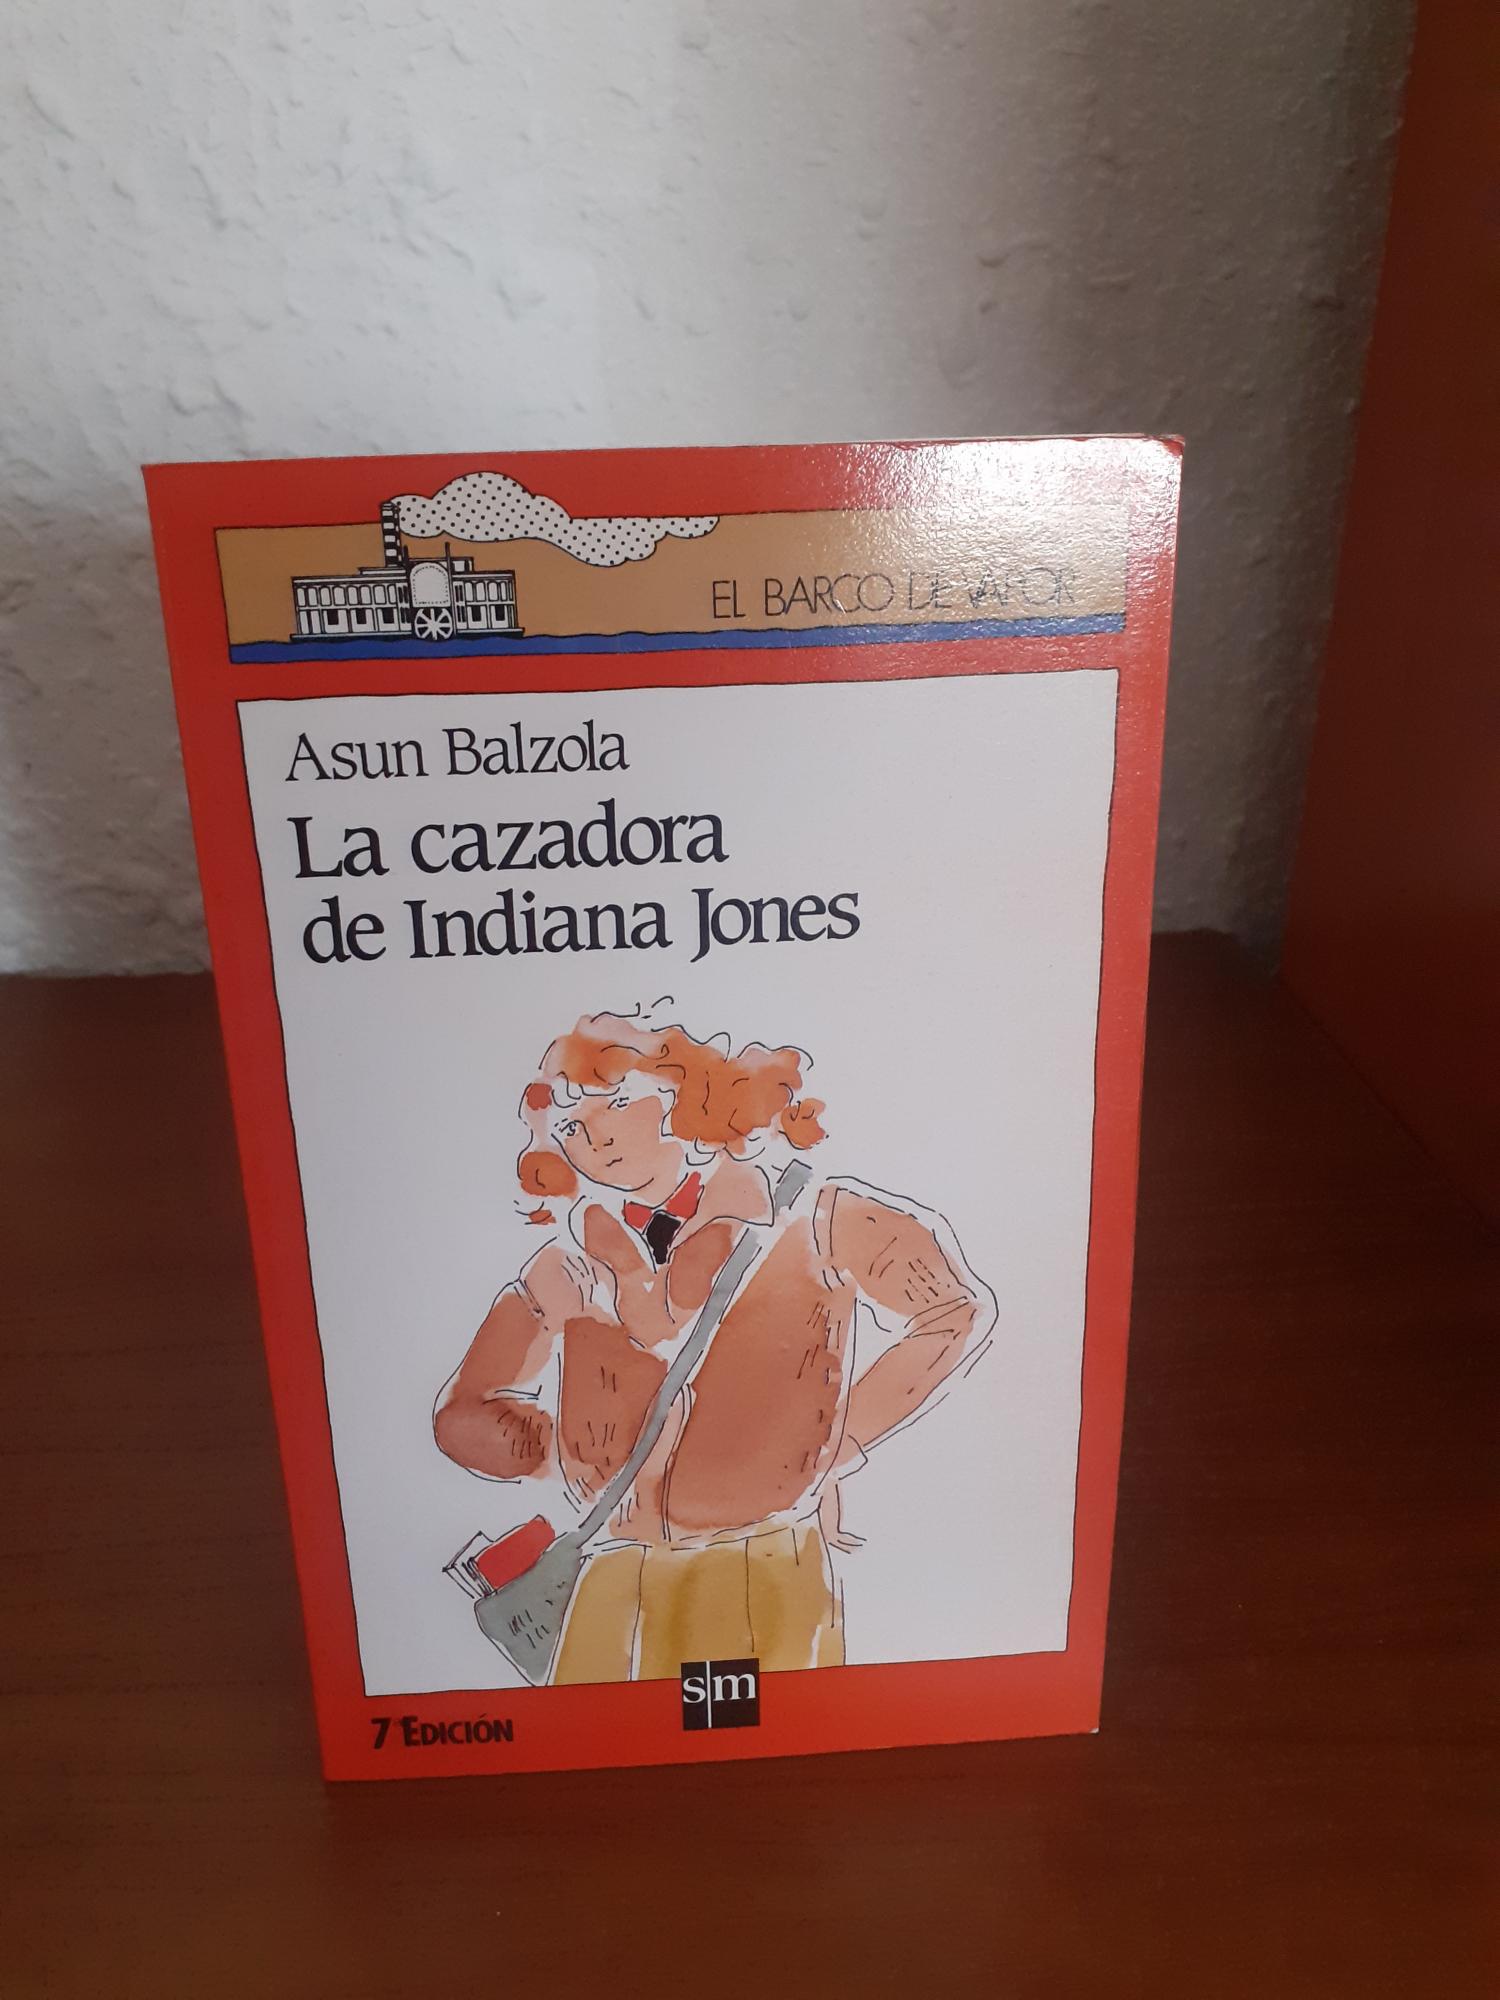 EL BARCO DE VAPOR
Asun Balzola
La cazadora
de Indiana Jones
sm
7ª EDICIÓN